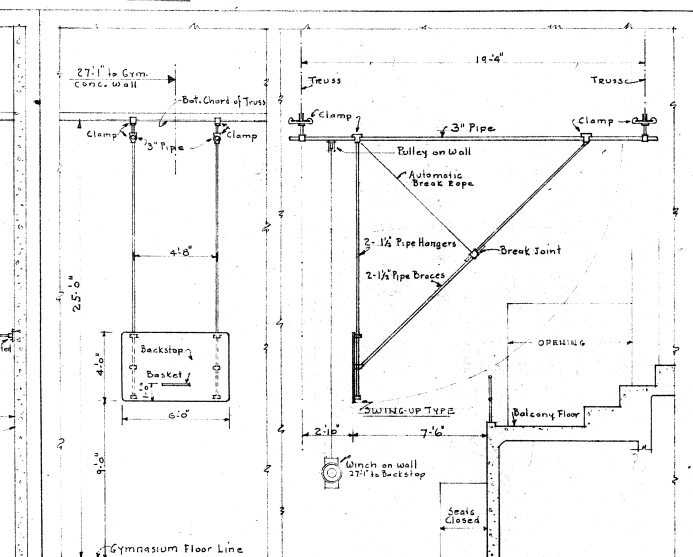 27'-1" to Gym.
Conc. Wall
Bot. Chord of Truss
Clamp
Clamp
3" Pipe
4'-8"
25'-0"
4'-0"
Backstop
Basket
6'-0"
9'-0"
Gymnasium Floor Line
19'-4"
Truss
Truss
Clamp
Clamp
3" Pipe
Pulley on Wall
Automatic
Break Rope
2-1½" Pipe Hangers
Break Joint
2-1½" Pipe Braces
OPENING
SWING-UP TYPE
Balcony Floor
2'-10"
7'-6"
Winch on wall
27'-1" to Backstop
Seats
Closed